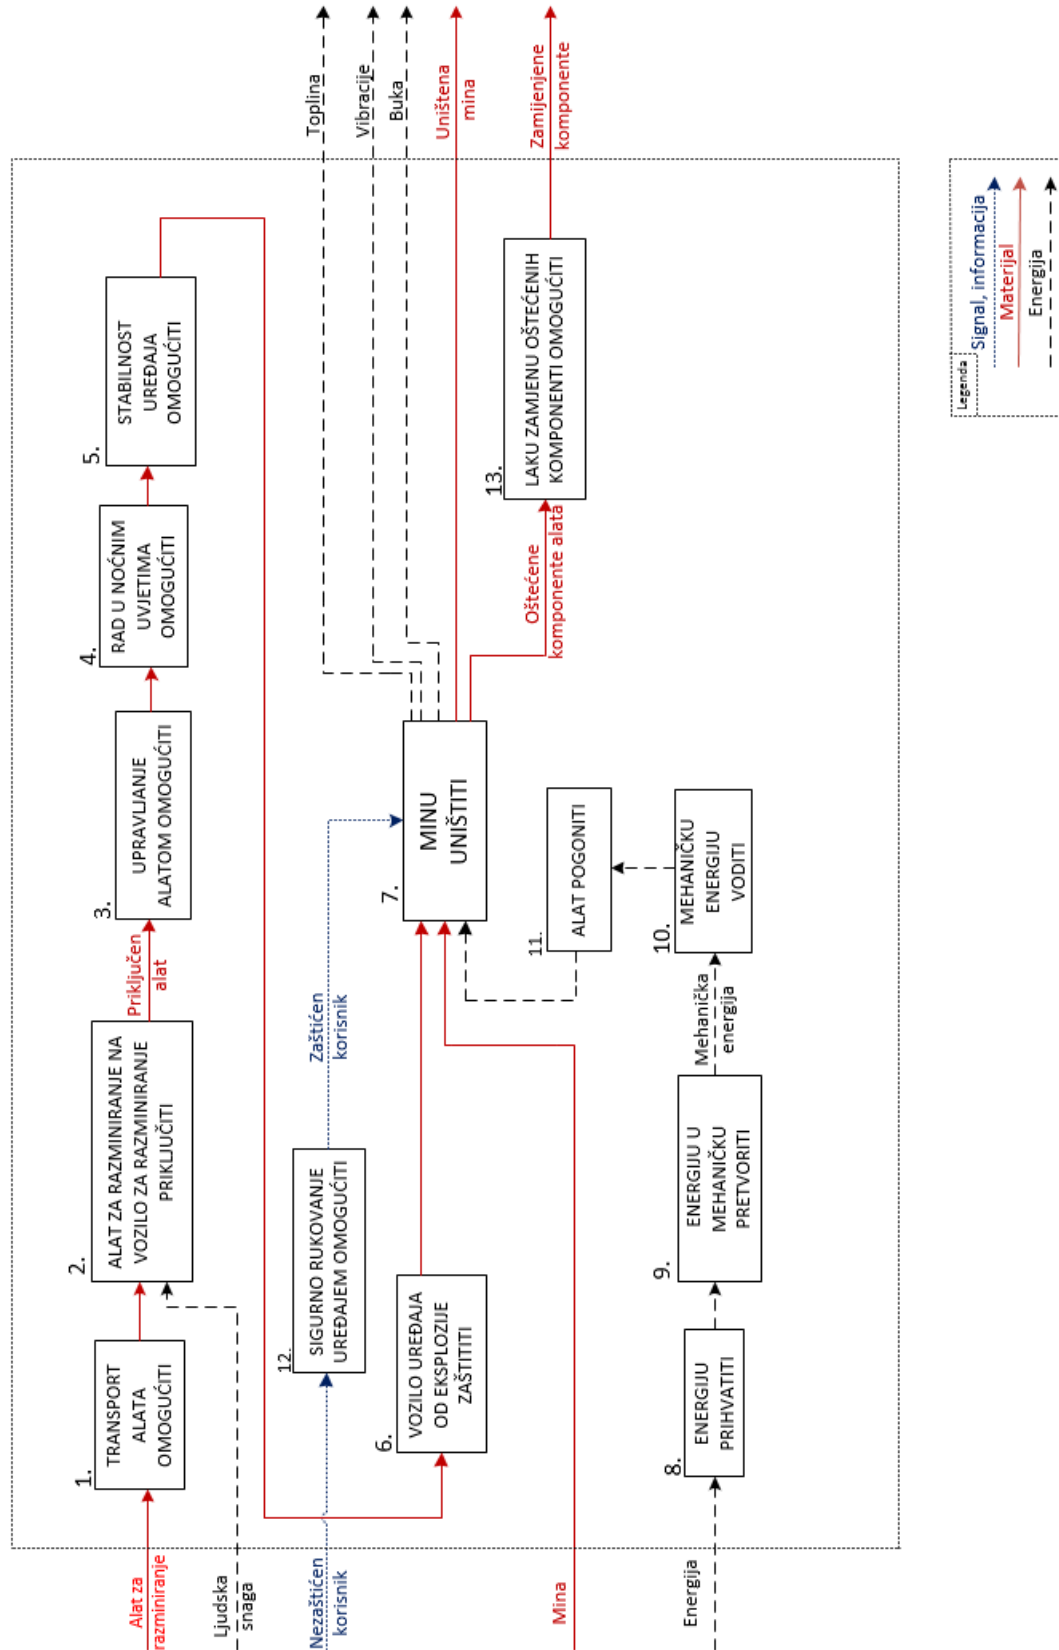 Alat za
razminiranje
1.
TRANSPORT
ALATA
OMOGUĆITI
2.
ALAT ZA RAZMINIRANJE NA
VOZILO ZA RAZMINIRANJE
PRIKLJUČITI
Priključen
alat
3.
UPRAVLJANJE
ALATOM OMOGUĆITI
4.
RAD U NOĆNIM
UVJETIMA
OMOGUĆITI
5.
STABILNOST
UREĐAJA
OMOGUĆITI
Ljudska
snaga
Nezaštićen
korisnik
12.
SIGURNO RUKOVANJE
UREĐAJEM OMOGUĆITI
Zaštićen
korisnik
6.
VOZILO UREĐAJA
OD EKSPLOZIJE
ZAŠTITITI
7.
MINU
UNIŠTITI
Toplina
Vibracije
Buka
Uništena
mina
Mina
11.
ALAT POGONITI
Oštećene
komponente alata
13.
LAKU ZAMJENU OŠTEĆENIH
KOMPONENTI OMOGUĆITI
Zamijenjene
komponente
Energija
8.
ENERGIJU
PRIHVATITI
9.
ENERGIJU U
MEHANIČKU
PRETVORITI
Mehanička
energija
10.
MEHANIČKU
ENERGIJU
VODITI
Legenda
Signal, informacija
Materijal
Energija